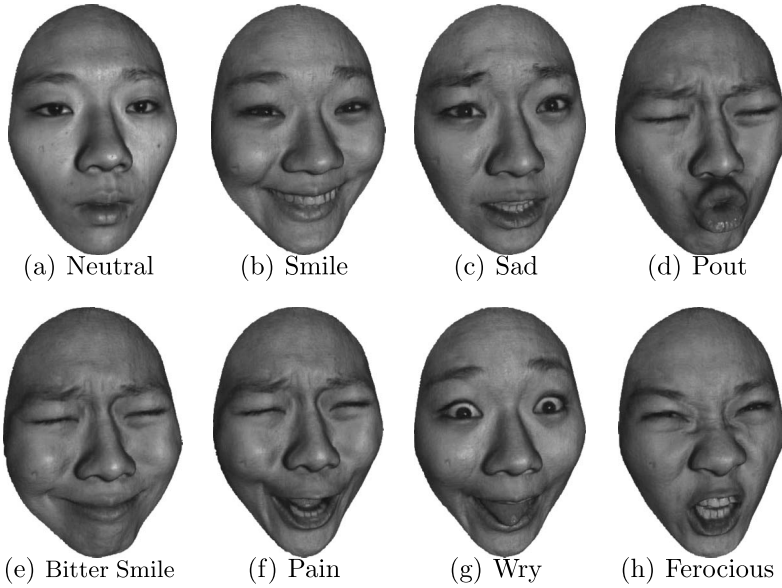 (a) Neutral
(b) Smile
(c) Sad
(d) Pout
(e) Bitter Smile
(f) Pain
(g) Wry
(h) Ferocious